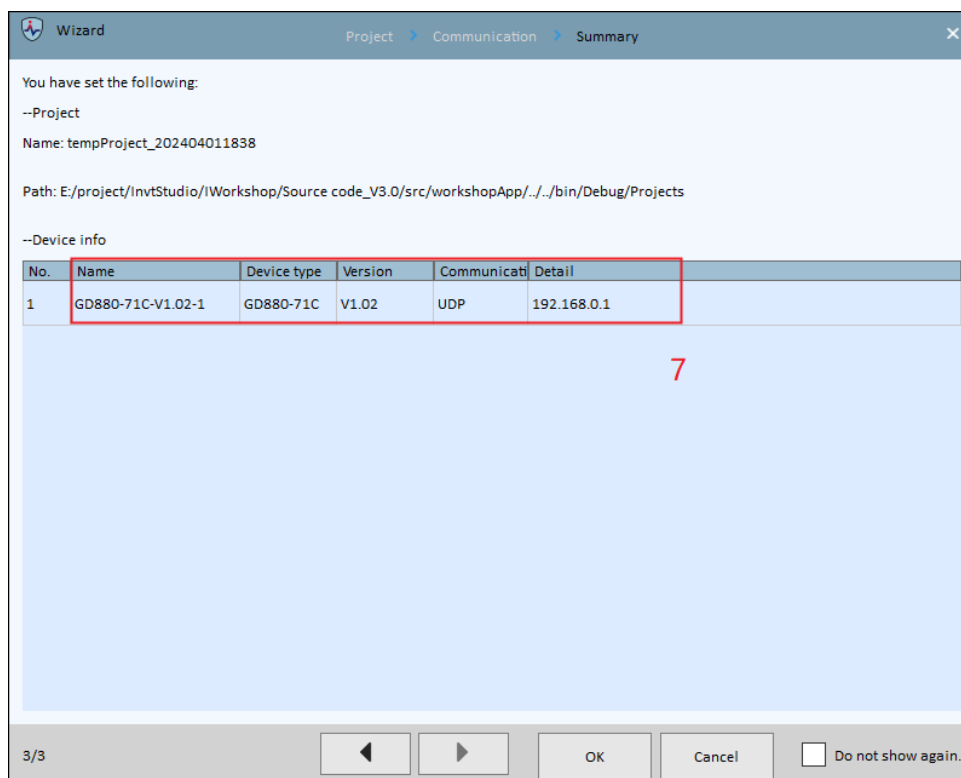 Wizard
Project Communication Summary
You have set the following:
--Project
Name: tempProject_202404011838
Path: E:/project/InvtStudio/IWorkshop/Source code_V3.0/src/workshopApp/../../bin/Debug/Projects
--Device info
No. Name Device type Version Communicati Detail
1 GD880-71C-V1.02-1 GD880-71C V1.02 UDP 192.168.0.1
7
3/3 OK Cancel Do not show again.